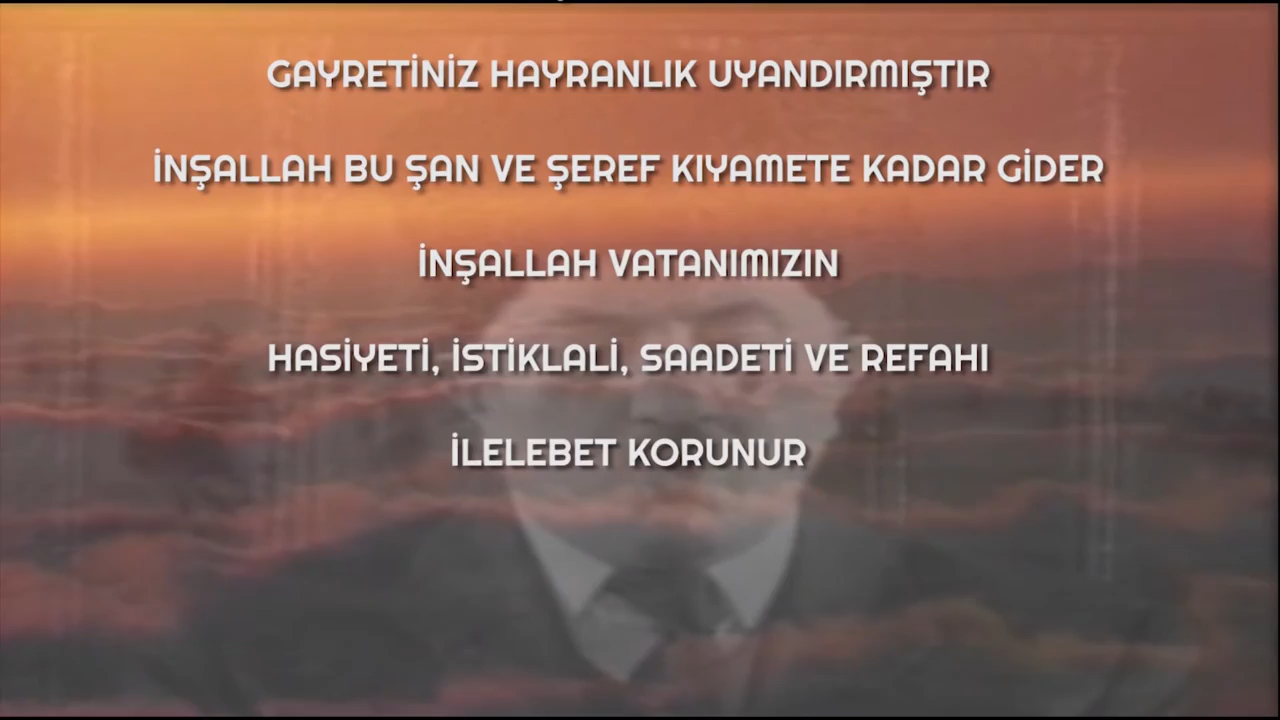 GAYRETİNİZ HAYRANLIK UYANDIRMIŞTIR
İNŞALLAH BU ŞAN VE ŞEREF KIYAMETE KADAR GİDER
İNŞALLAH VATANIMIZIN
HASİYETİ, İSTİKLALİ, SAADETİ VE REFAHI
İLELEBET KORUNUR